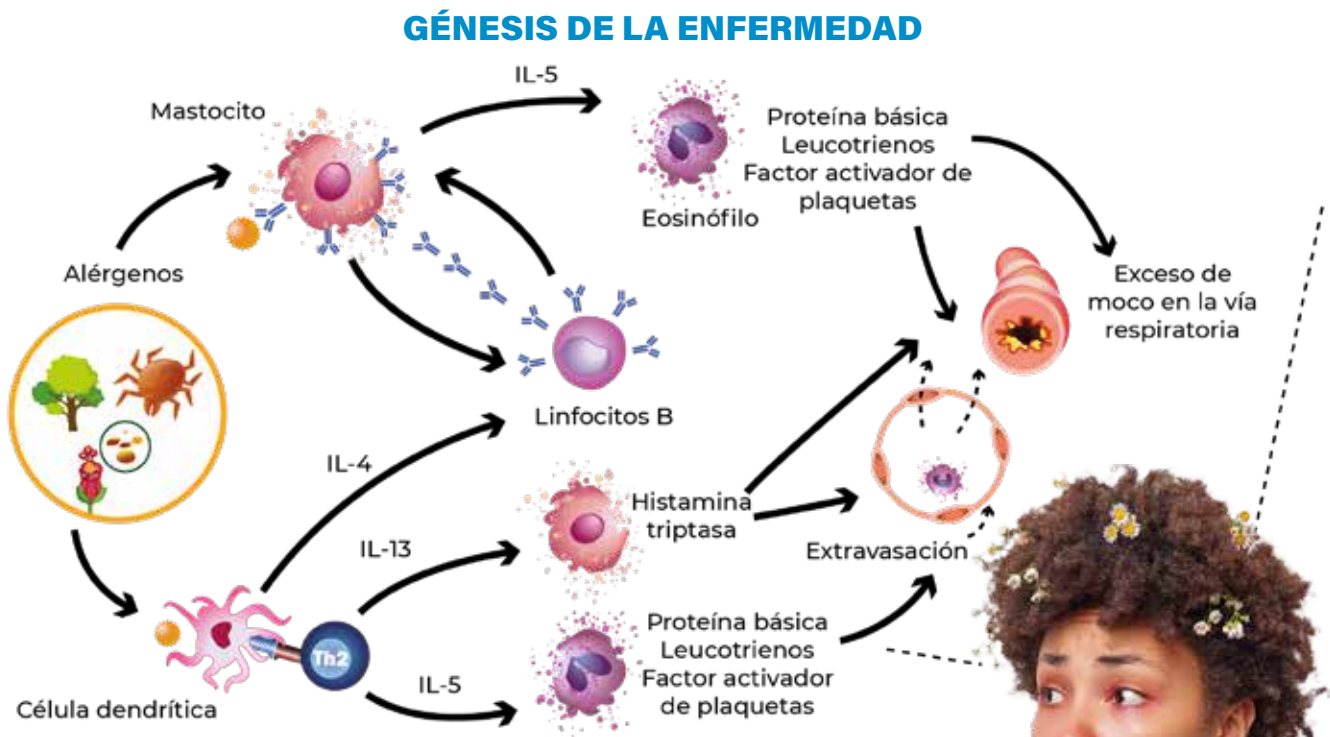 GÉNESIS DE LA ENFERMEDAD
IL-5
Mastocito
Proteína básica
Leucotrienos
Factor activador de
plaquetas
Eosinófilo
Alérgenos
Exceso de
moco en la vía
respiratoria
Linfocitos B
IL-4
Histamina
triptasa
IL-13
Extravasación
Th2
Proteína básica
Leucotrienos
Factor activador
de plaquetas
IL-5
Célula dendrítica